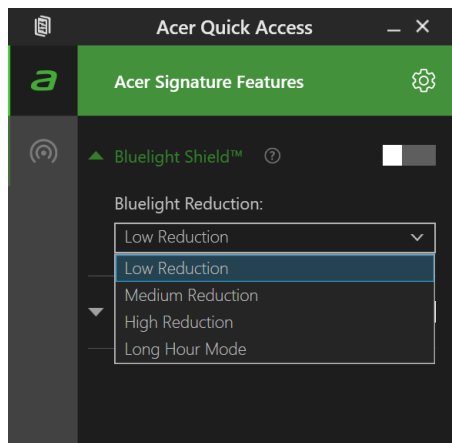 Acer Quick Access
a
Acer Signature Features
Bluelight Shield™ ?
Bluelight Reduction:
Low Reduction
Low Reduction
Medium Reduction
High Reduction
Long Hour Mode